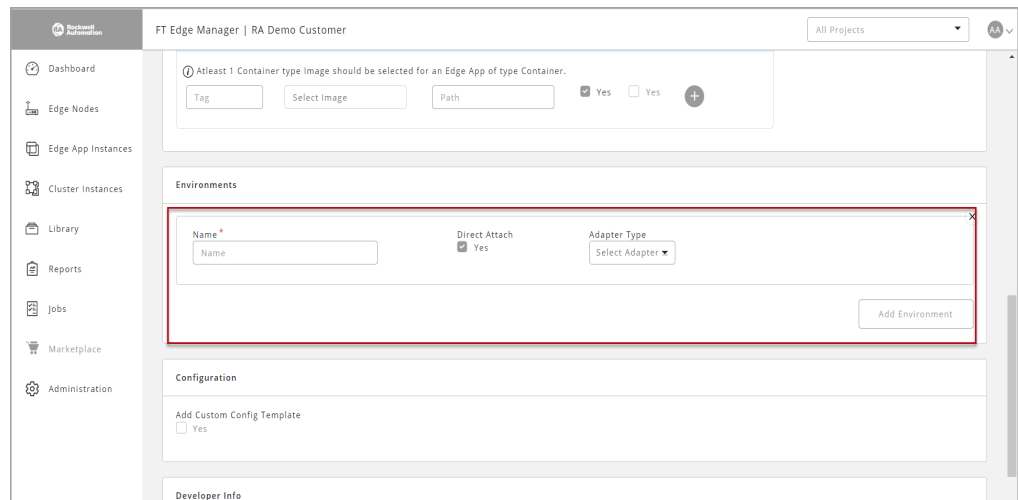 Rockwell
Automation
FT Edge Manager | RA Demo Customer
All Projects
AA
Dashboard
Edge Nodes
Edge App Instances
Cluster Instances
Library
Reports
Jobs
Marketplace
Administration
Atleast 1 Container type Image should be selected for an Edge App of type Container.
Tag
Select Image
Path
Yes
Yes
Environments
X
Name*
Name
Direct Attach
Yes
Adapter Type
Select Adapter
Add Environment
Configuration
Add Custom Config Template
Yes
Developer Info